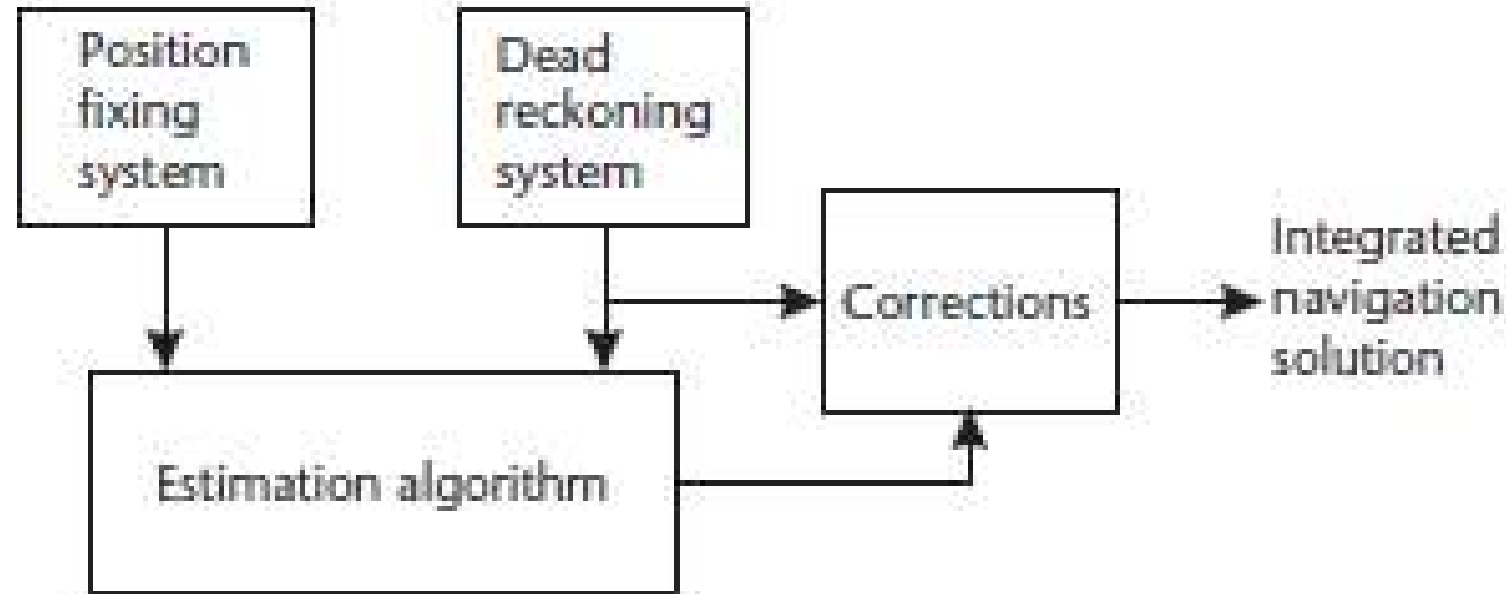 Position
fixing
system
Dead
reckoning
system
Corrections
Integrated
navigation
solution
Estimation algorithm